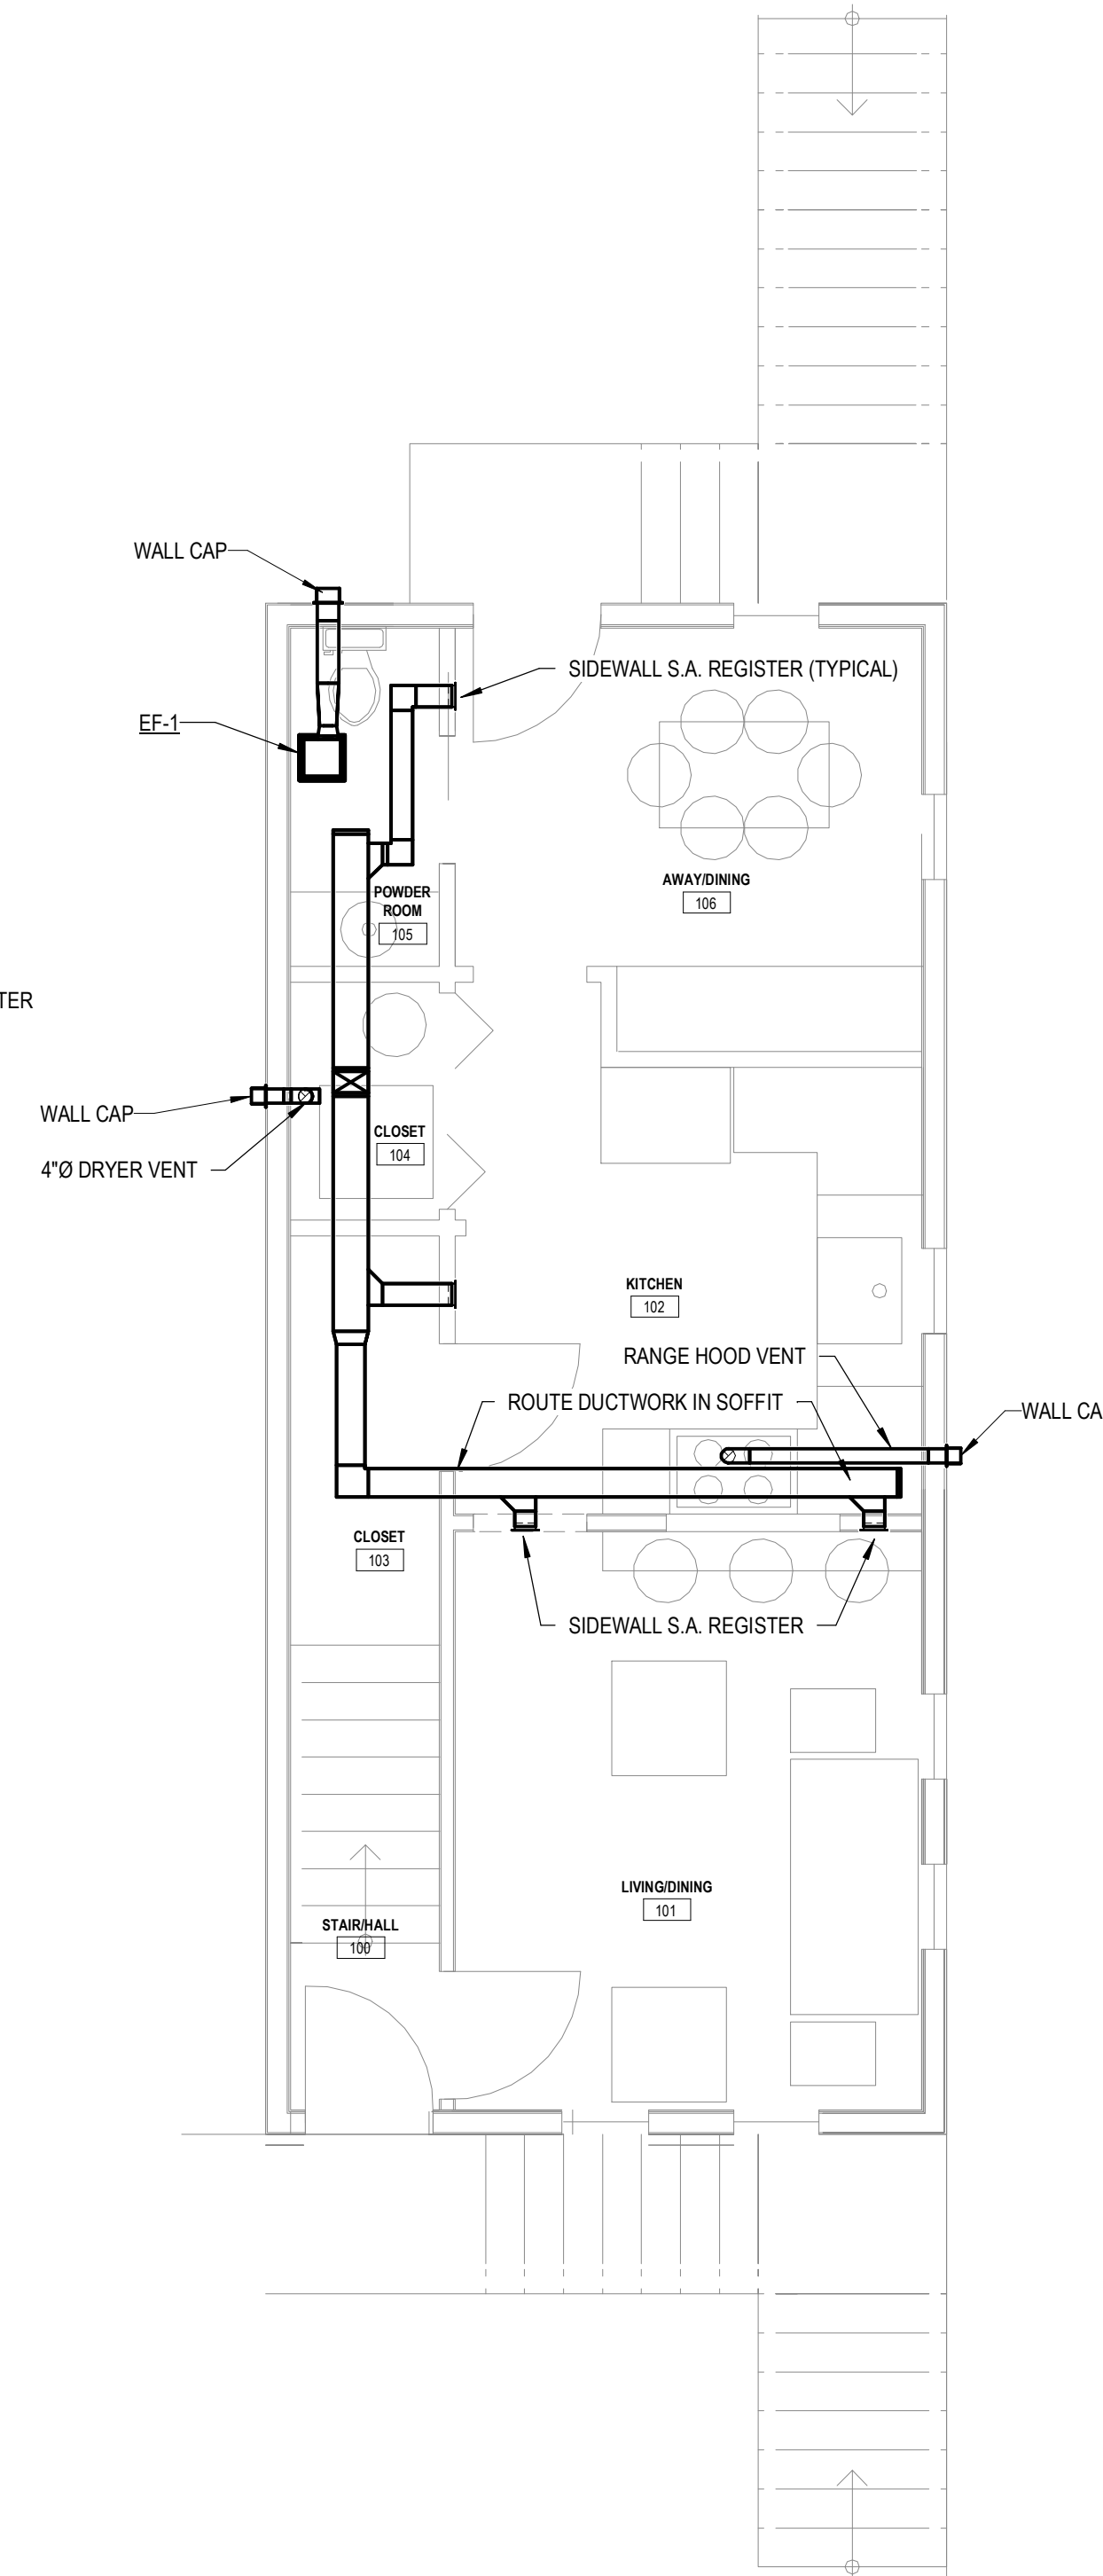 WALL CAP
SIDEWALL S.A. REGISTER (TYPICAL)
EF-1
POWDER
ROOM
105
AWAY/DINING
106
TER
WALL CAP
4"Ø DRYER VENT
CLOSET
104
KITCHEN
102
RANGE HOOD VENT
ROUTE DUCTWORK IN SOFFIT
WALL CA
CLOSET
103
SIDEWALL S.A. REGISTER
LIVING/DINING
101
STAIR/HALL
100